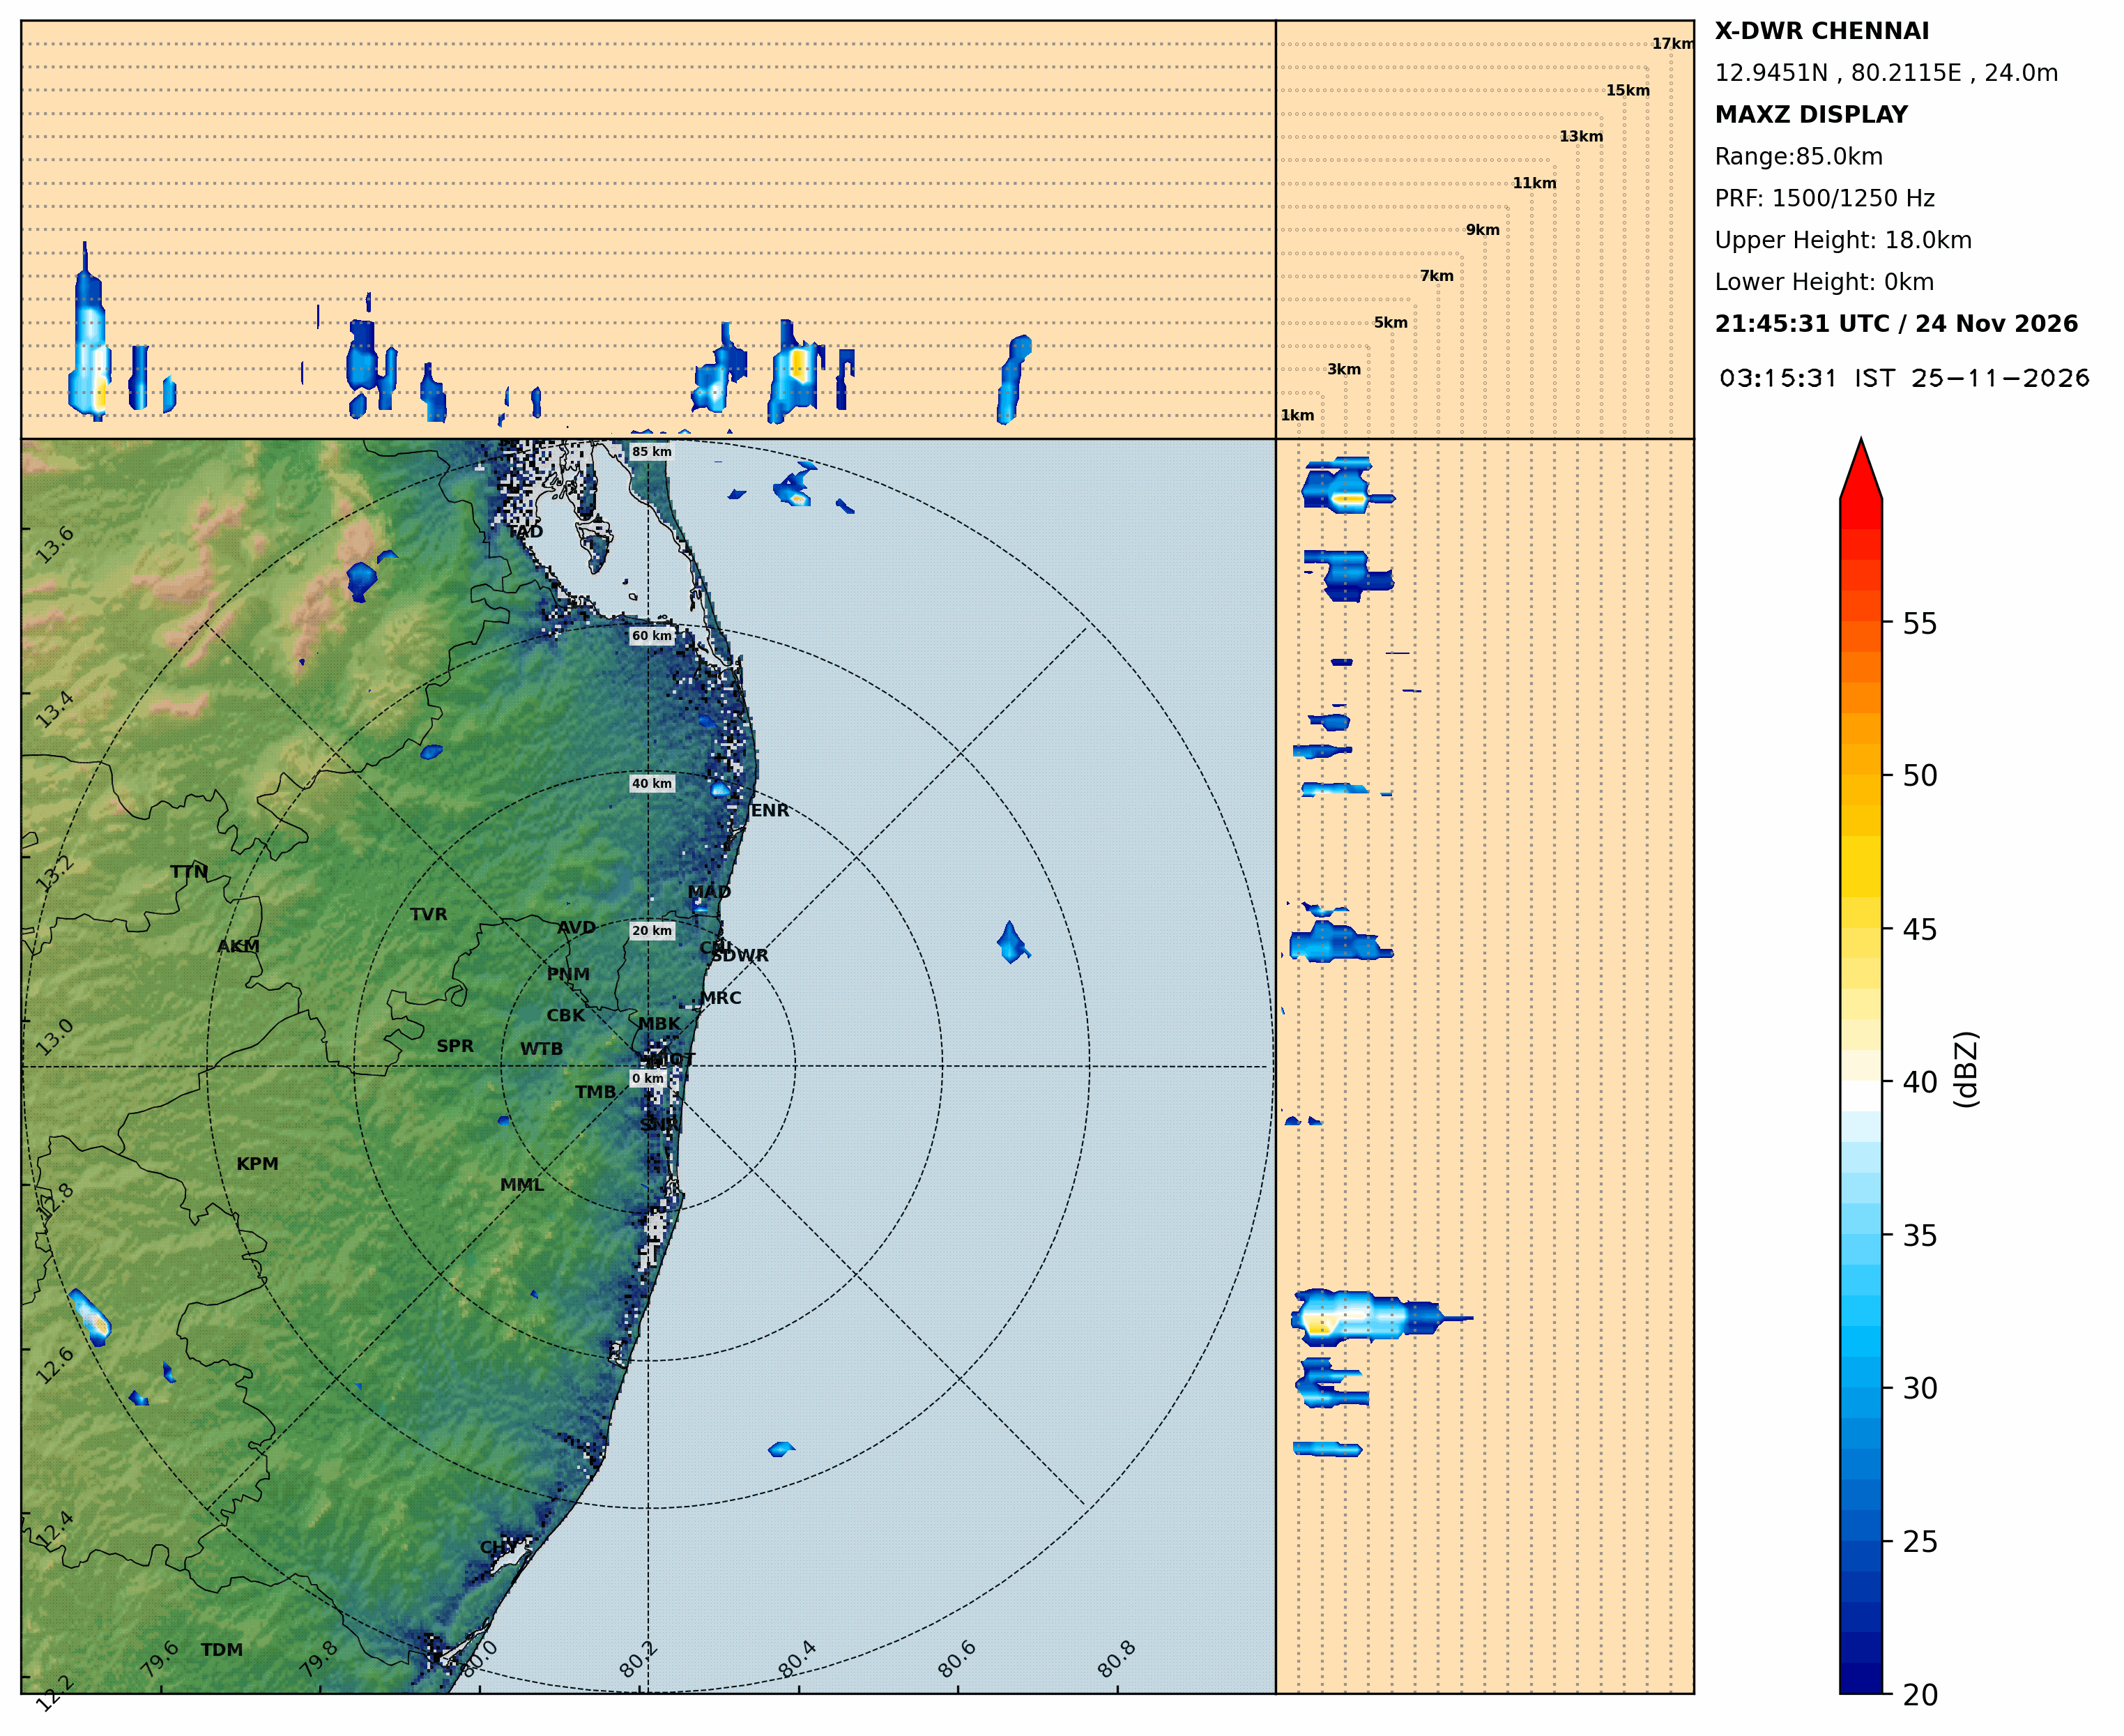 X-DWR CHENNAI
12.9451N , 80.2115E , 24.0m
MAXZ DISPLAY
Range:85.0km
PRF: 1500/1250 Hz
Upper Height: 18.0km
Lower Height: 0km
21:45:31 UTC / 24 Nov 2026
03:15:31 IST 25-11-2026
17km
15km
13km
11km
9km
7km
5km
3km
1km
85 km
TAD
13.6
60 km
13.4
40 km
ENR
13.2
TTN
MAD
TVR
AVD
20 km
AKM
SDWR
PNM
MRC
CBK
MBK
13.0
SPR
WTB
0 km
TMB
SNR
KPM
MML
12.8
12.6
12.4
CHY
TDM
12.2
79.6
79.8
80.0
80.2
80.4
80.6
80.8
55
50
45
40
35
30
25
20
(dBZ)